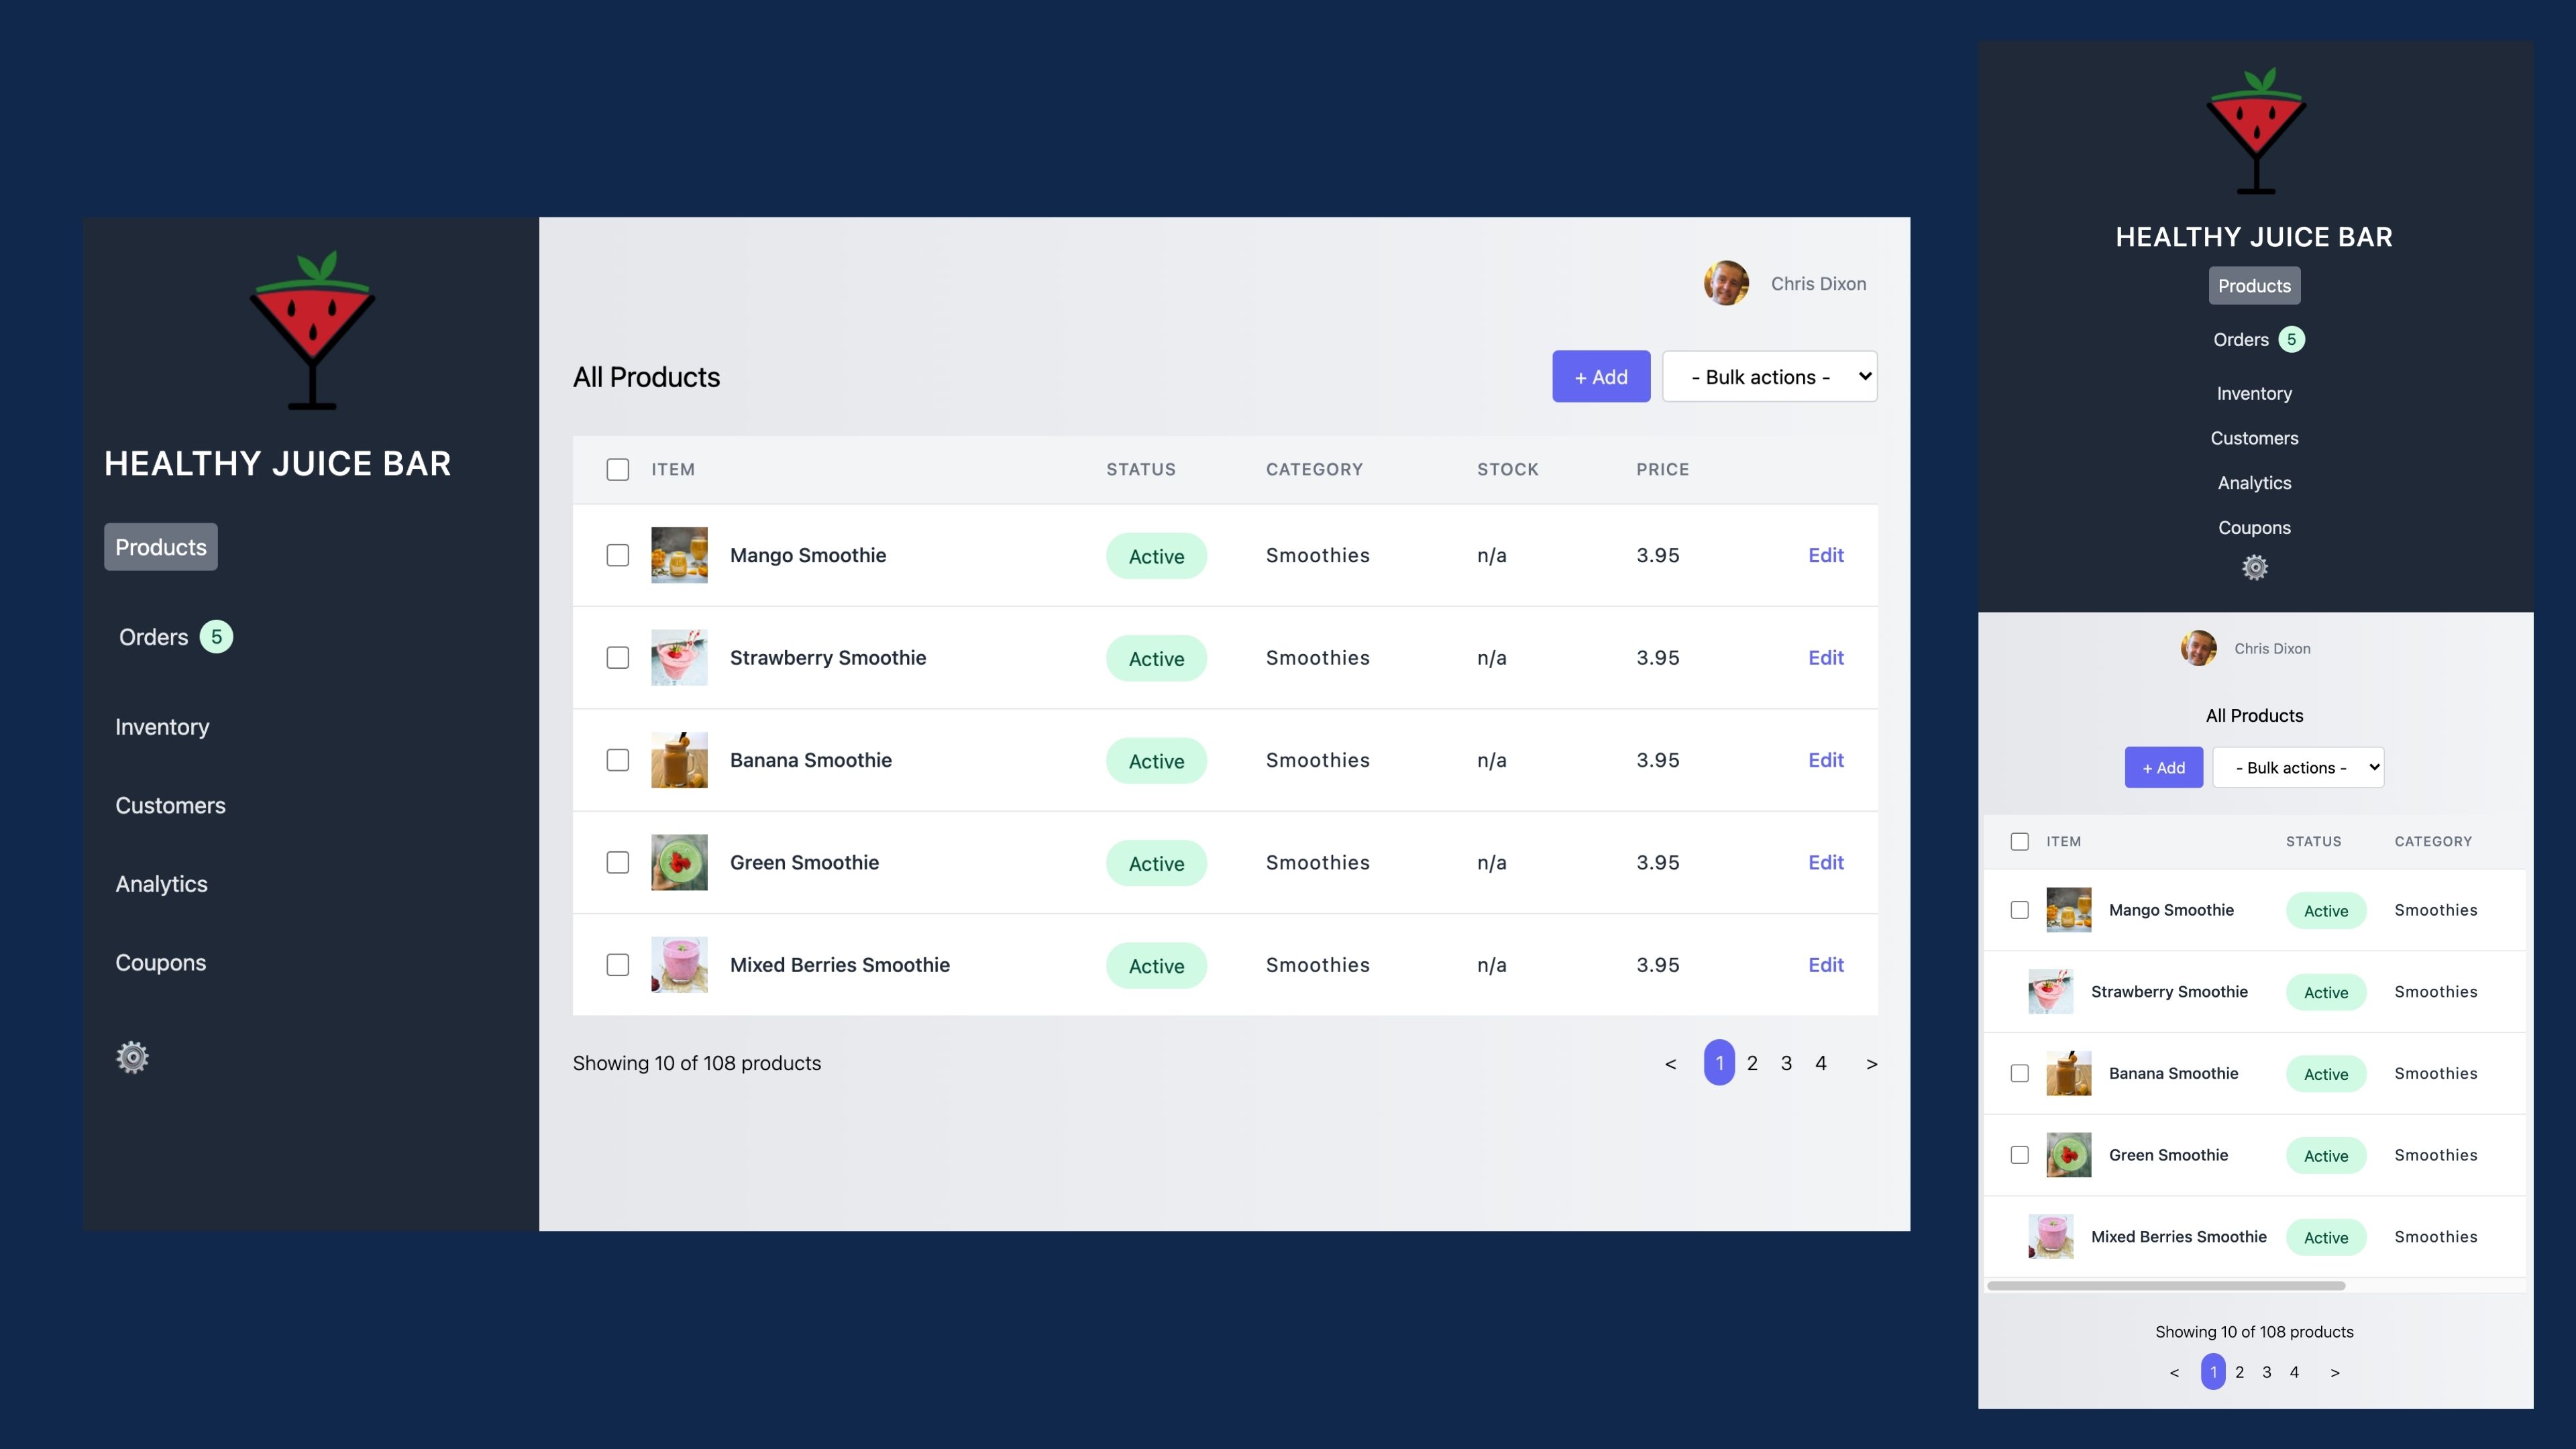 HEALTHY JUICE BAR
Products
Orders 5
Inventory
Customers
Analytics
Coupons
Chris Dixon
All Products
+ Add
- Bulk actions -
ITEM STATUS CATEGORY STOCK PRICE
Mango Smoothie Active Smoothies n/a 3.95 Edit
Strawberry Smoothie Active Smoothies n/a 3.95 Edit
Banana Smoothie Active Smoothies n/a 3.95 Edit
Green Smoothie Active Smoothies n/a 3.95 Edit
Mixed Berries Smoothie Active Smoothies n/a 3.95 Edit
Showing 10 of 108 products < 1 2 3 4 >
HEALTHY JUICE BAR
Products
Orders 5
Inventory
Customers
Analytics
Coupons
Chris Dixon
All Products
+ Add - Bulk actions -
ITEM STATUS CATEGORY
Mango Smoothie Active Smoothies
Strawberry Smoothie Active Smoothies
Banana Smoothie Active Smoothies
Green Smoothie Active Smoothies
Mixed Berries Smoothie Active Smoothies
Showing 10 of 108 products
< 1 2 3 4 >